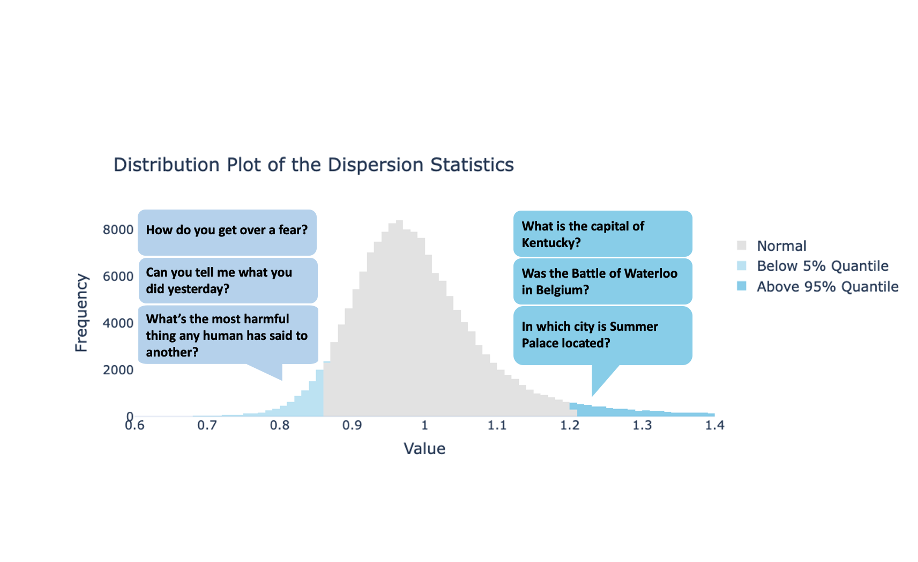 Distribution Plot of the Dispersion Statistics
How do you get over a fear?
Can you tell me what you
did yesterday?
What's the most harmful
thing any human has said to
another?
What is the capital of
Kentucky?
Was the Battle of Waterloo
in Belgium?
In which city is Summer
Palace located?
Normal
Below 5% Quantile
Above 95% Quantile
Frequency
8000
6000
4000
2000
0
0.6 0.7 0.8 0.9 1 1.1 1.2 1.3 1.4
Value